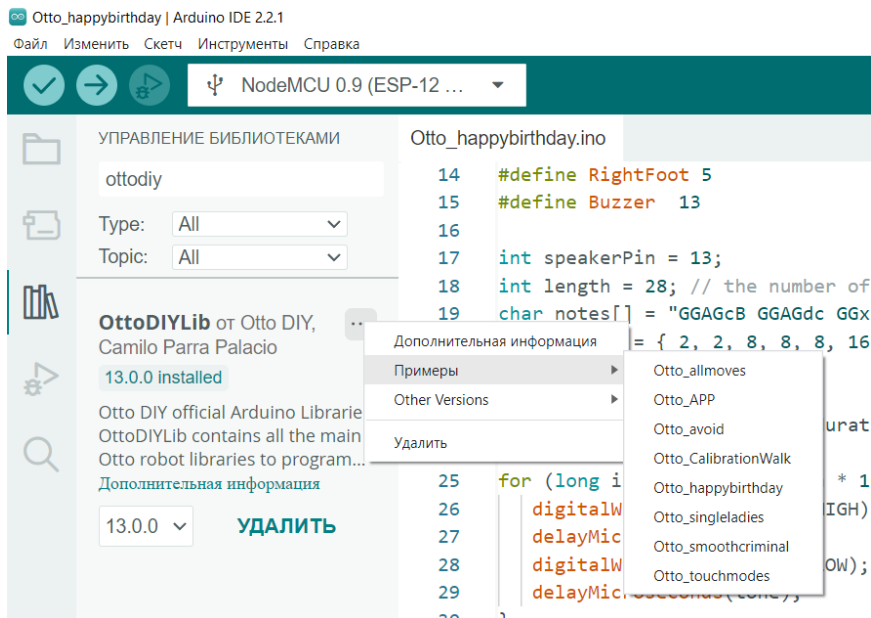 Otto_happybirthday | Arduino IDE 2.2.1
Файл Изменить Скетч Инструменты Справка
NodeMCU 0.9 (ESP-12 ...
УПРАВЛЕНИЕ БИБЛИОТЕКАМИ
ottodiy
Type: All
Topic: All
OttoDIYLib от Otto DIY,
Camilo Parra Palacio
13.0.0 installed
Otto DIY official Arduino Librarie
OttoDIYLib contains all the main
Otto robot libraries to program...
Дополнительная информация
13.0.0 УДАЛИТЬ
Otto_happybirthday.ino
14 #define RightFoot 5
15 #define Buzzer 13
16
17 int speakerPin = 13;
18 int length = 28; // the number of
19 char notes[] = "GGAGcB GGAGdc GGx
= { 2, 2, 8, 8, 8, 16
urat
25 for (long i * 1
26 digitalW IGH)
27 delayMic
28 digitalW OW);
29 delayMicroseconds(tone);
}
Дополнительная информация
Примеры
Other Versions
Удалить
Otto_allmoves
Otto_APP
Otto_avoid
Otto_CalibrationWalk
Otto_happybirthday
Otto_singleladies
Otto_smoothcriminal
Otto_touchmodes